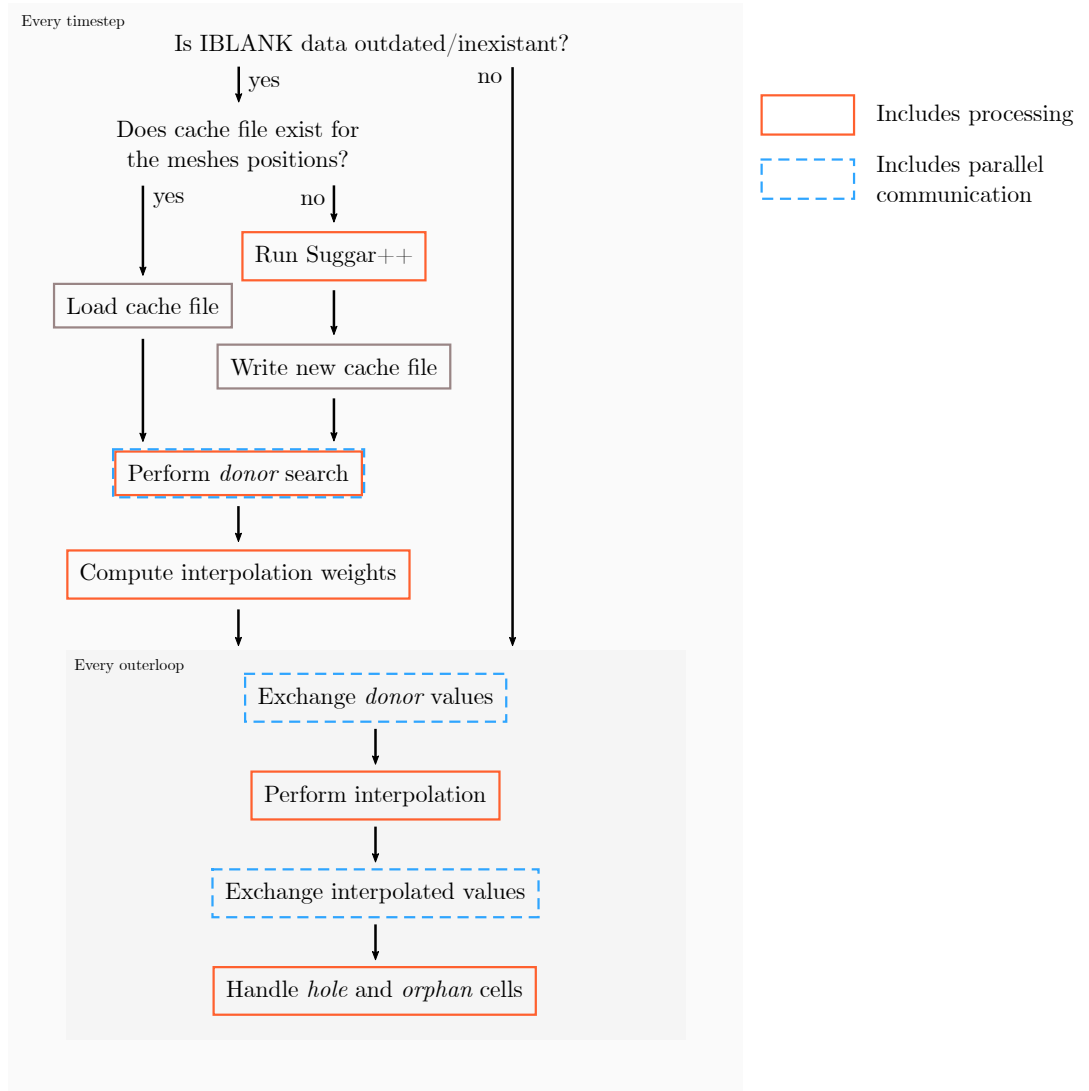 Every timestep
Is IBLANK data outdated/inexistant?
yes
no
Does cache file exist for
the meshes positions?
yes
no
Run Suggar++
Load cache file
Write new cache file
Perform donor search
Compute interpolation weights
Every outerloop
Exchange donor values
Perform interpolation
Exchange interpolated values
Handle hole and orphan cells
Includes processing
Includes parallel
communication